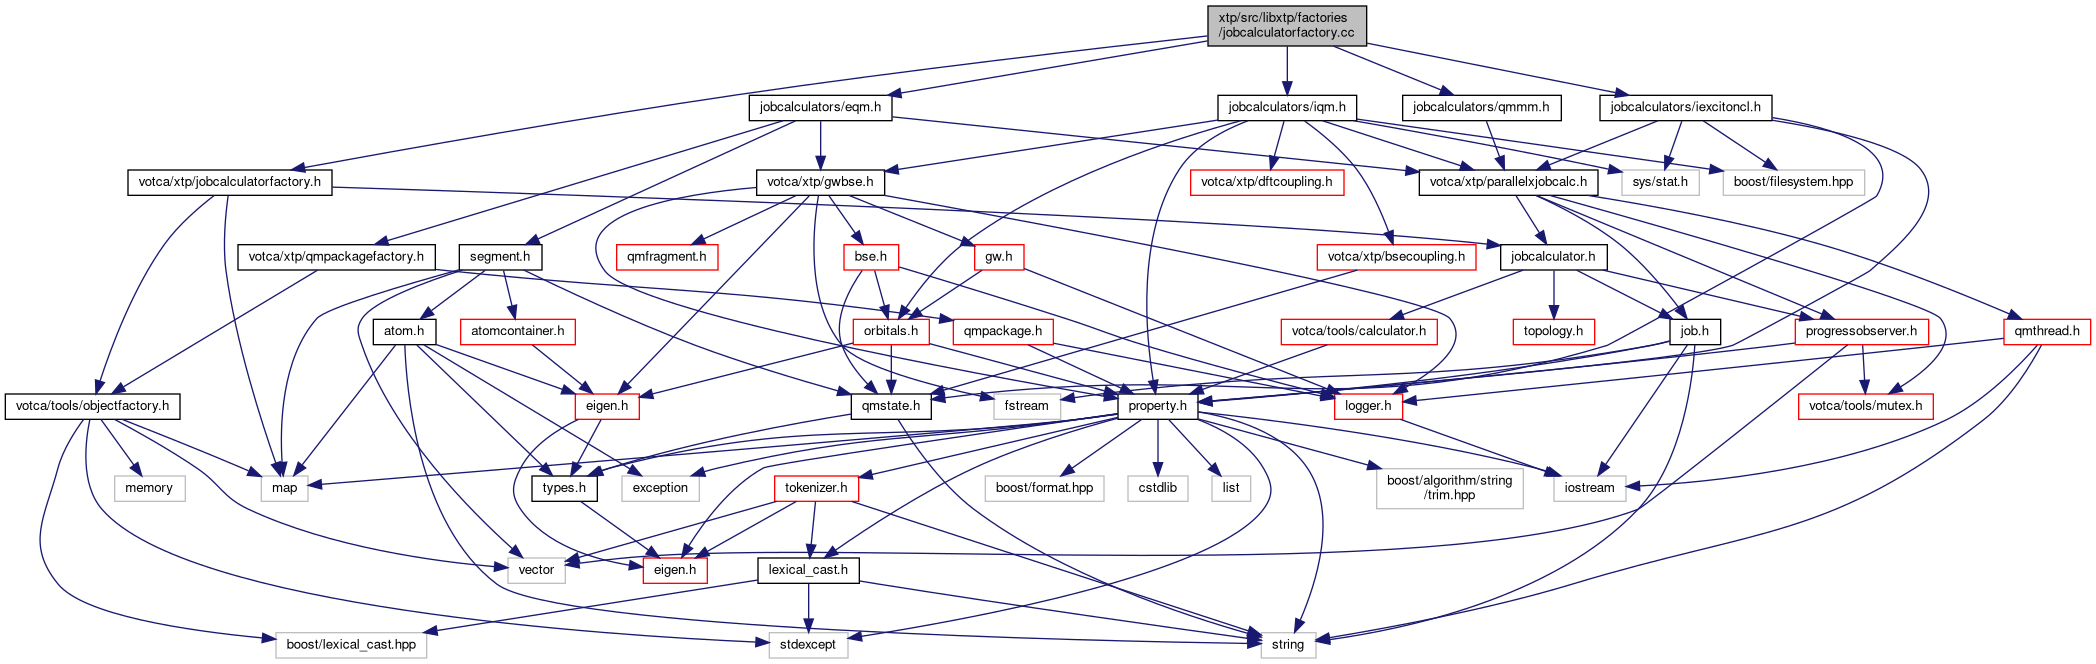 xtp/src/libxtp/factories
/jobcalculatorfactory.cc
jobcalculators/eqm.h
jobcalculators/iqm.h
jobcalculators/qmmm.h
jobcalculators/iexcitoncl.h
votca/xtp/jobcalculatorfactory.h
votca/xtp/gwbse.h
votca/xtp/dftcoupling.h
votca/xtp/parallelxjobcalc.h
sys/stat.h
boost/filesystem.hpp
votca/xtp/qmpackagefactory.h
segment.h
qmfragment.h
bse.h
gw.h
votca/xtp/bsecoupling.h
jobcalculator.h
atom.h
atomcontainer.h
orbitals.h
qmpackage.h
votca/tools/calculator.h
topology.h
job.h
progressobserver.h
qmthread.h
votca/tools/objectfactory.h
eigen.h
qmstate.h
fstream
property.h
logger.h
votca/tools/mutex.h
memory
map
types.h
exception
tokenizer.h
boost/format.hpp
cstdlib
list
boost/algorithm/string
/trim.hpp
iostream
vector
eigen.h
lexical_cast.h
boost/lexical_cast.hpp
stdexcept
string